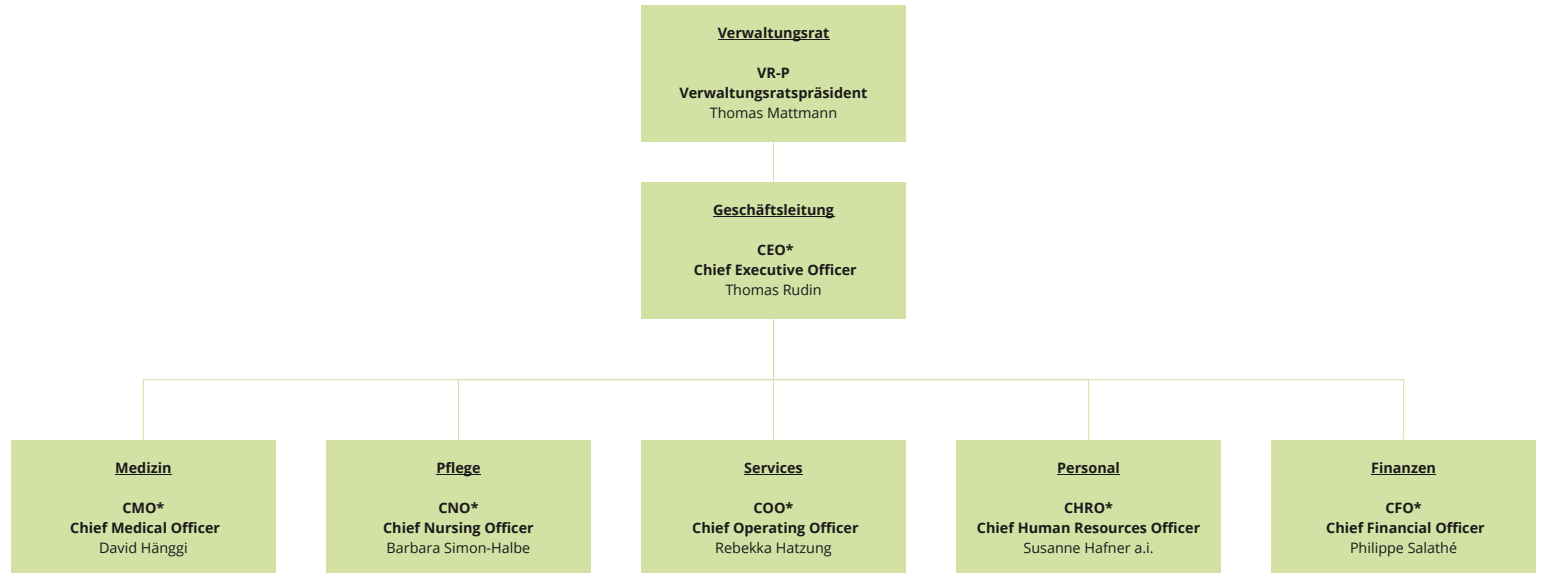 Verwaltungsrat
VR-P
Verwaltungsratspräsident
Thomas Mattmann
Geschäftsleitung
CEO*
Chief Executive Officer
Thomas Rudin
Medizin
CMO*
Chief Medical Officer
David Hänggi
Pflege
CNO*
Chief Nursing Officer
Barbara Simon-Halbe
Services
COO*
Chief Operating Officer
Rebekka Hatzung
Personal
CHRO*
Chief Human Resources Officer
Susanne Hafner a.i.
Finanzen
CFO*
Chief Financial Officer
Philippe Salathé